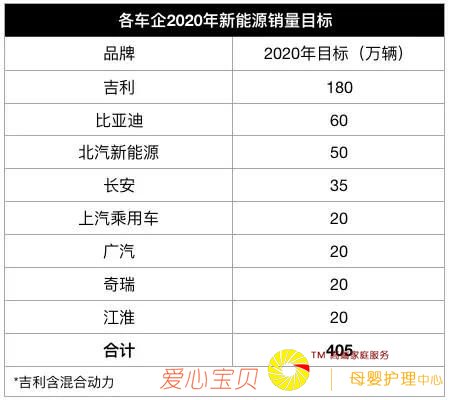 各车企2020年新能源销量目标
品牌 2020年目标（万辆）
吉利 180
比亚迪 60
北汽新能源 50
长安 35
上汽乘用车 20
广汽 20
奇瑞 20
江淮 20
合计 405
TM 高端家庭服务
*吉利含混合动力
爱心宝贝 母婴护理中心